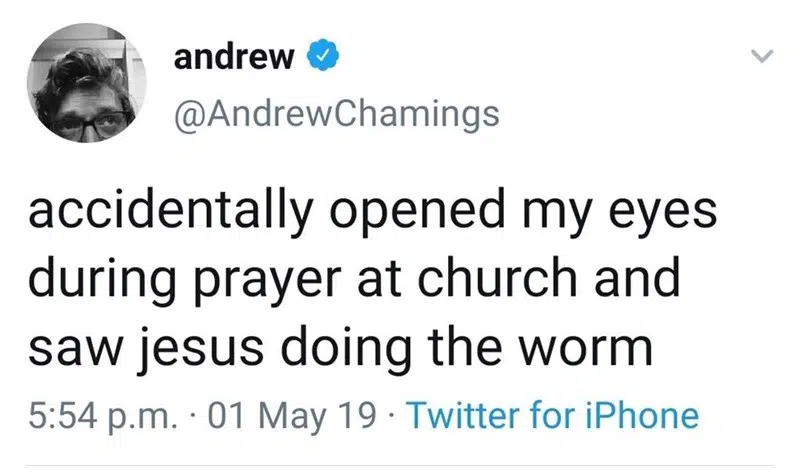 andrew
@AndrewChamings
accidentally opened my eyes
during prayer at church and
saw jesus doing the worm
5:54 p.m. · 01 May 19 · Twitter for iPhone